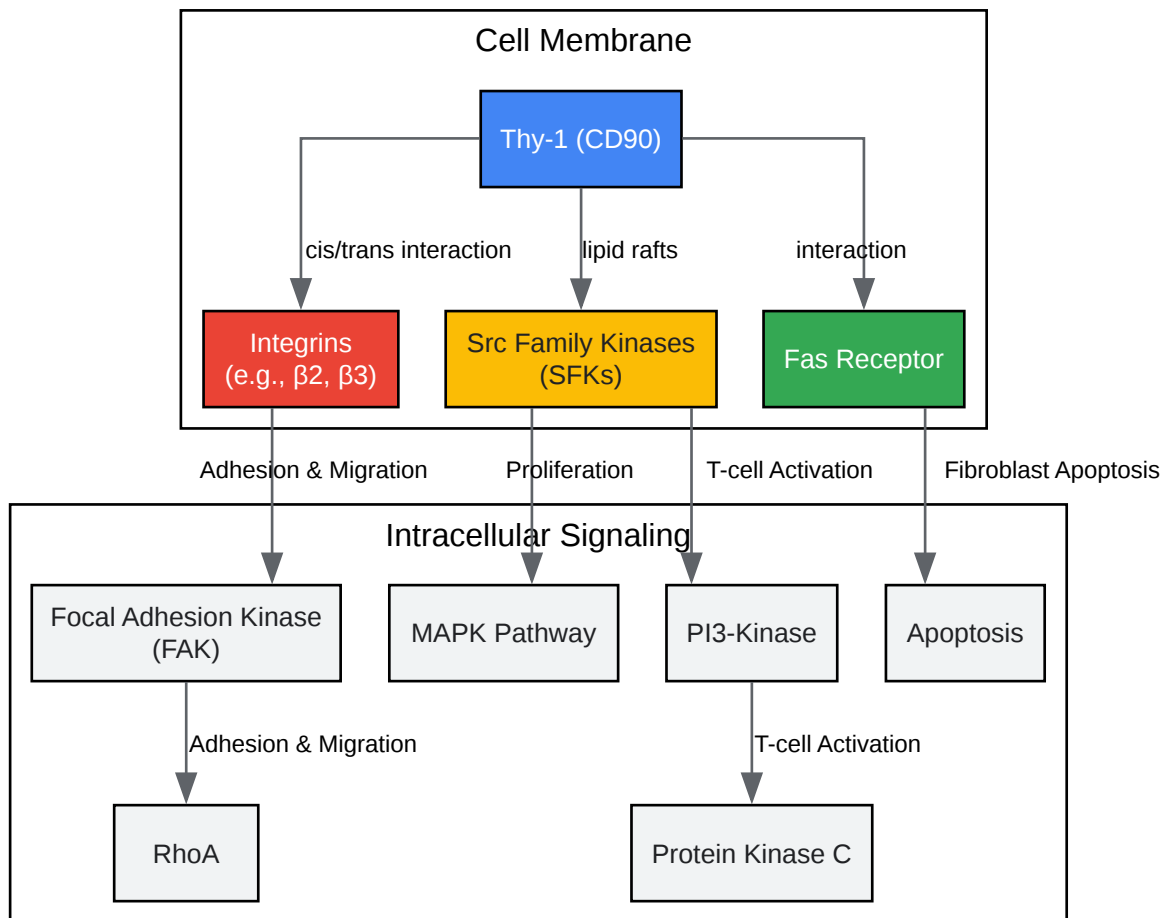 Cell Membrane
Thy-1 (CD90)
cis/trans interaction
lipid rafts
interaction
Integrins
(e.g., β2, β3)
Src Family Kinases
(SFKs)
Fas Receptor
Adhesion & Migration
Proliferation
T-cell Activation
Fibroblast Apoptosis
Intracellular Signaling
Focal Adhesion Kinase
(FAK)
MAPK Pathway
PI3-Kinase
Apoptosis
Adhesion & Migration
T-cell Activation
RhoA
Protein Kinase C